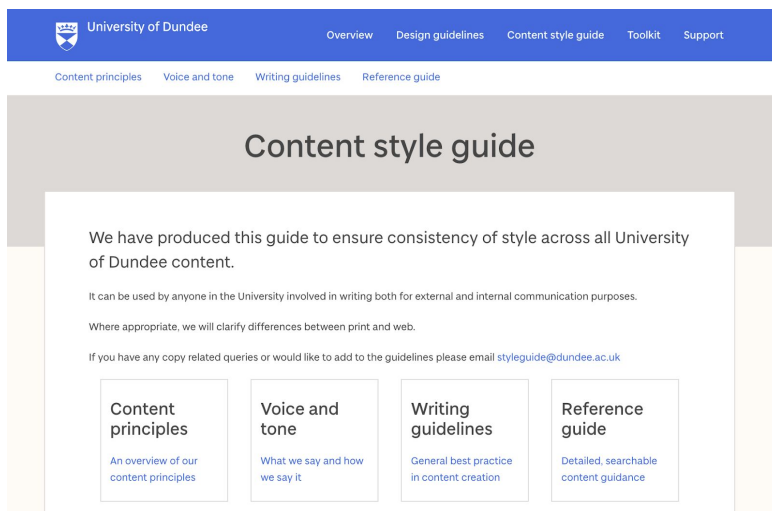 University of Dundee
Overview Design guidelines Content style guide Toolkit Support
Content principles Voice and tone Writing guidelines Reference guide
Content style guide
We have produced this guide to ensure consistency of style across all University
of Dundee content.
It can be used by anyone in the University involved in writing both for external and internal communication purposes.
Where appropriate, we will clarify differences between print and web.
If you have any copy related queries or would like to add to the guidelines please email styleguide@dundee.ac.uk
Content
principles
An overview of our
content principles
Voice and
tone
What we say and how
we say it
Writing
guidelines
General best practice
in content creation
Reference
guide
Detailed, searchable
content guidance